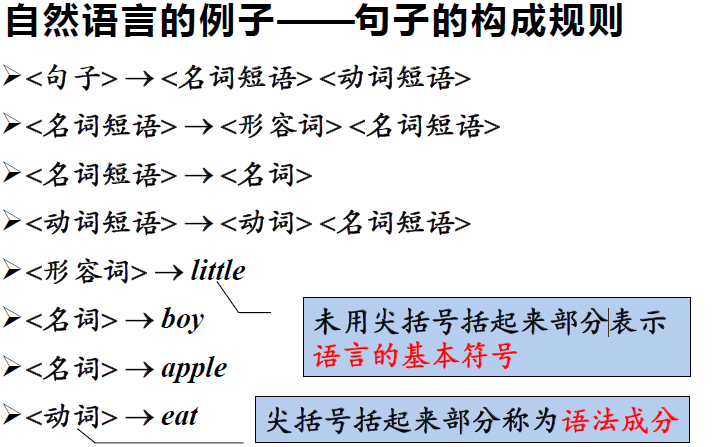 自然语言的例子——句子的构成规则
➢<句子> → <名词短语> <动词短语>
➢<名词短语> → <形容词> <名词短语>
➢<名词短语> → <名词>
➢<动词短语> → <动词> <名词短语>
➢<形容词> → little
➢<名词> → boy
➢<名词> → apple
➢<动词> → eat
未用尖括号括起来部分表示
语言的基本符号
尖括号括起来部分称为语法成分